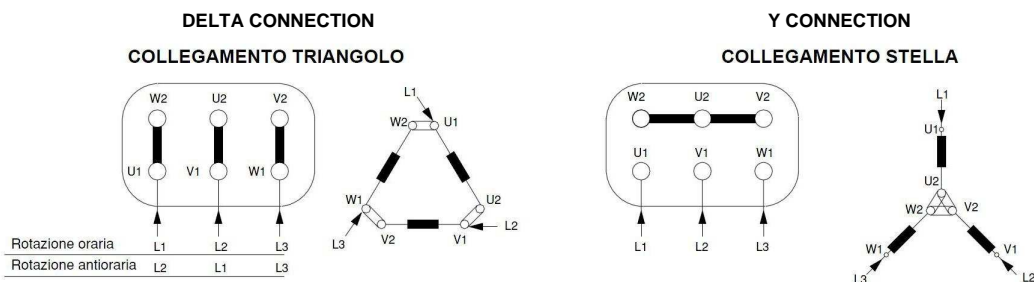 DELTA CONNECTION
COLLEGAMENTO TRIANGOLO
W2 U2 V2
U1 V1 W1
Rotazione oraria L1 L2 L3
Rotazione antioraria L2 L1 L3
L1
W2 U1
W1 U2
L3 V2 V1 L2
Y CONNECTION
COLLEGAMENTO STELLA
W2 U2 V2
U1 V1 W1
L1 L2 L3
L1
U1
U2
W2 V2
W1 V1
L3 L2